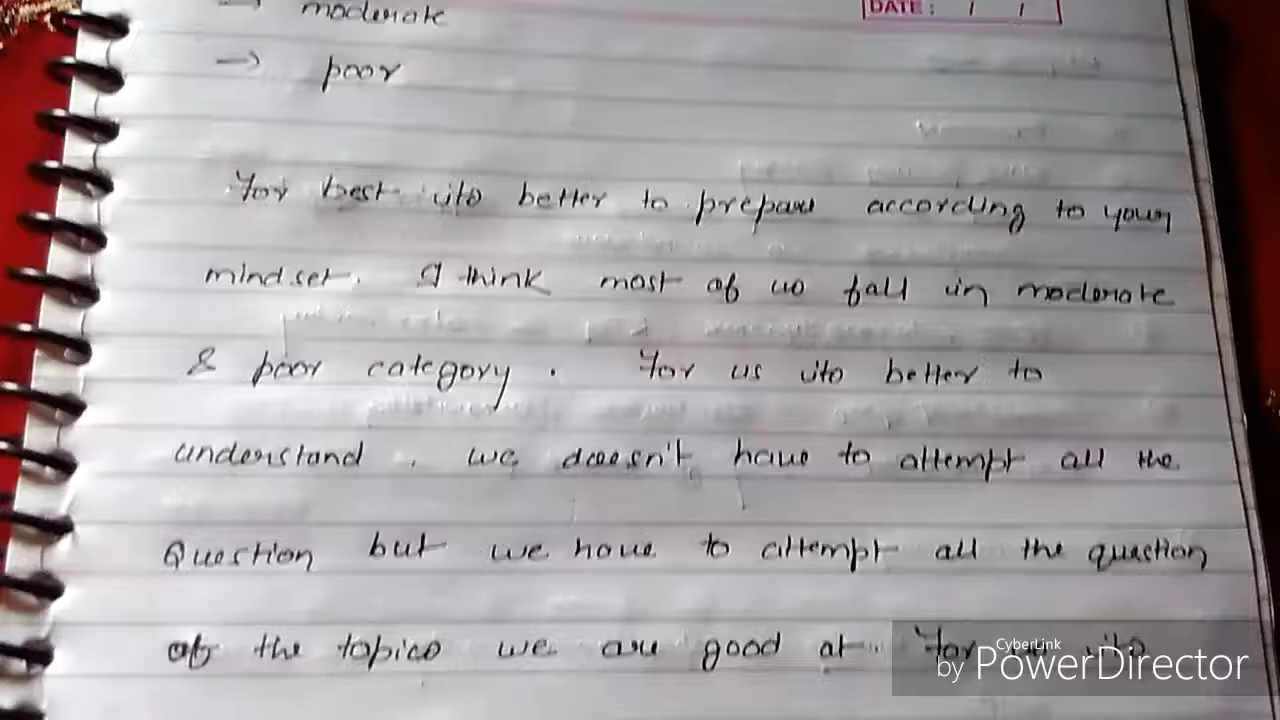 → moderate
DATE: / /
→ poor
For best its better to prepare according to your
mindset. I think most of us fall in moderate
& poor category. For us its better to
understand, we doesn't have to attempt all the
Question but we have to attempt all the question
of the topics we are good at. For its
CyberLink
by PowerDirector